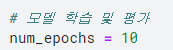 # 모델 학습 및 평가
num_epochs = 10